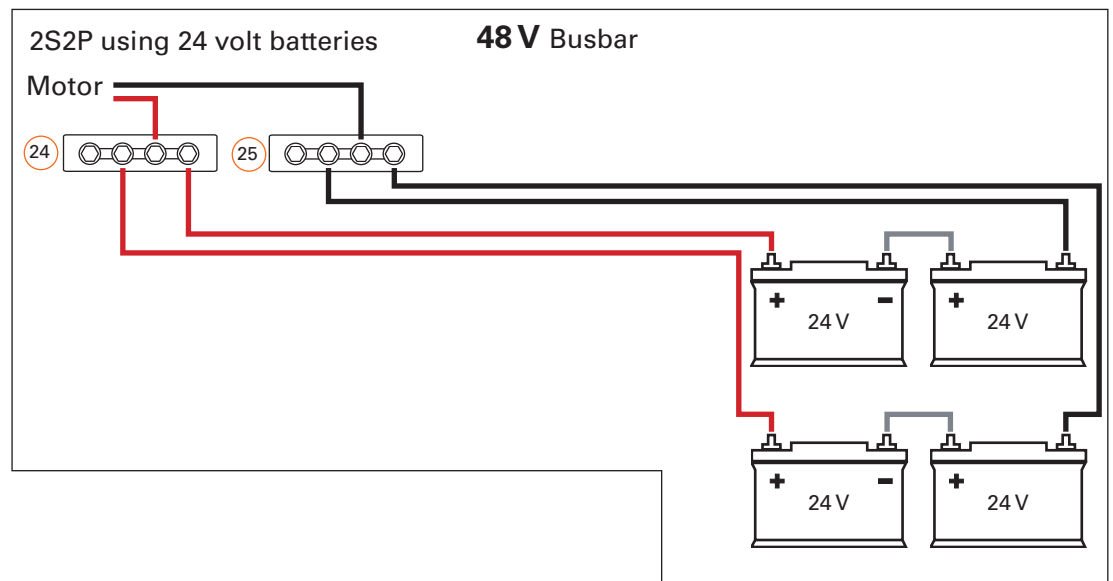 2S2P using 24 volt batteries
48 V Busbar
Motor
24
25
+ - +
24 V 24 V
+ - +
24 V 24 V